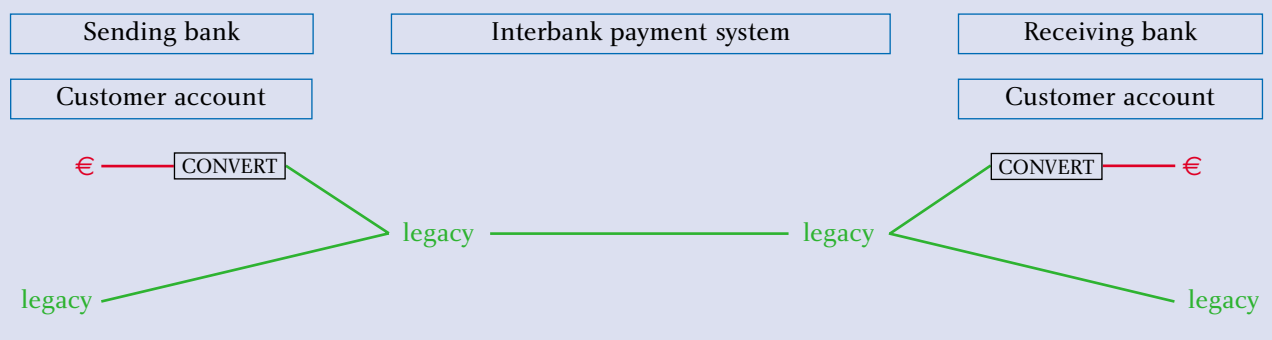 Sending bank
Interbank payment system
Receiving bank
Customer account
Customer account
€
CONVERT
CONVERT
€
legacy
legacy
legacy
legacy